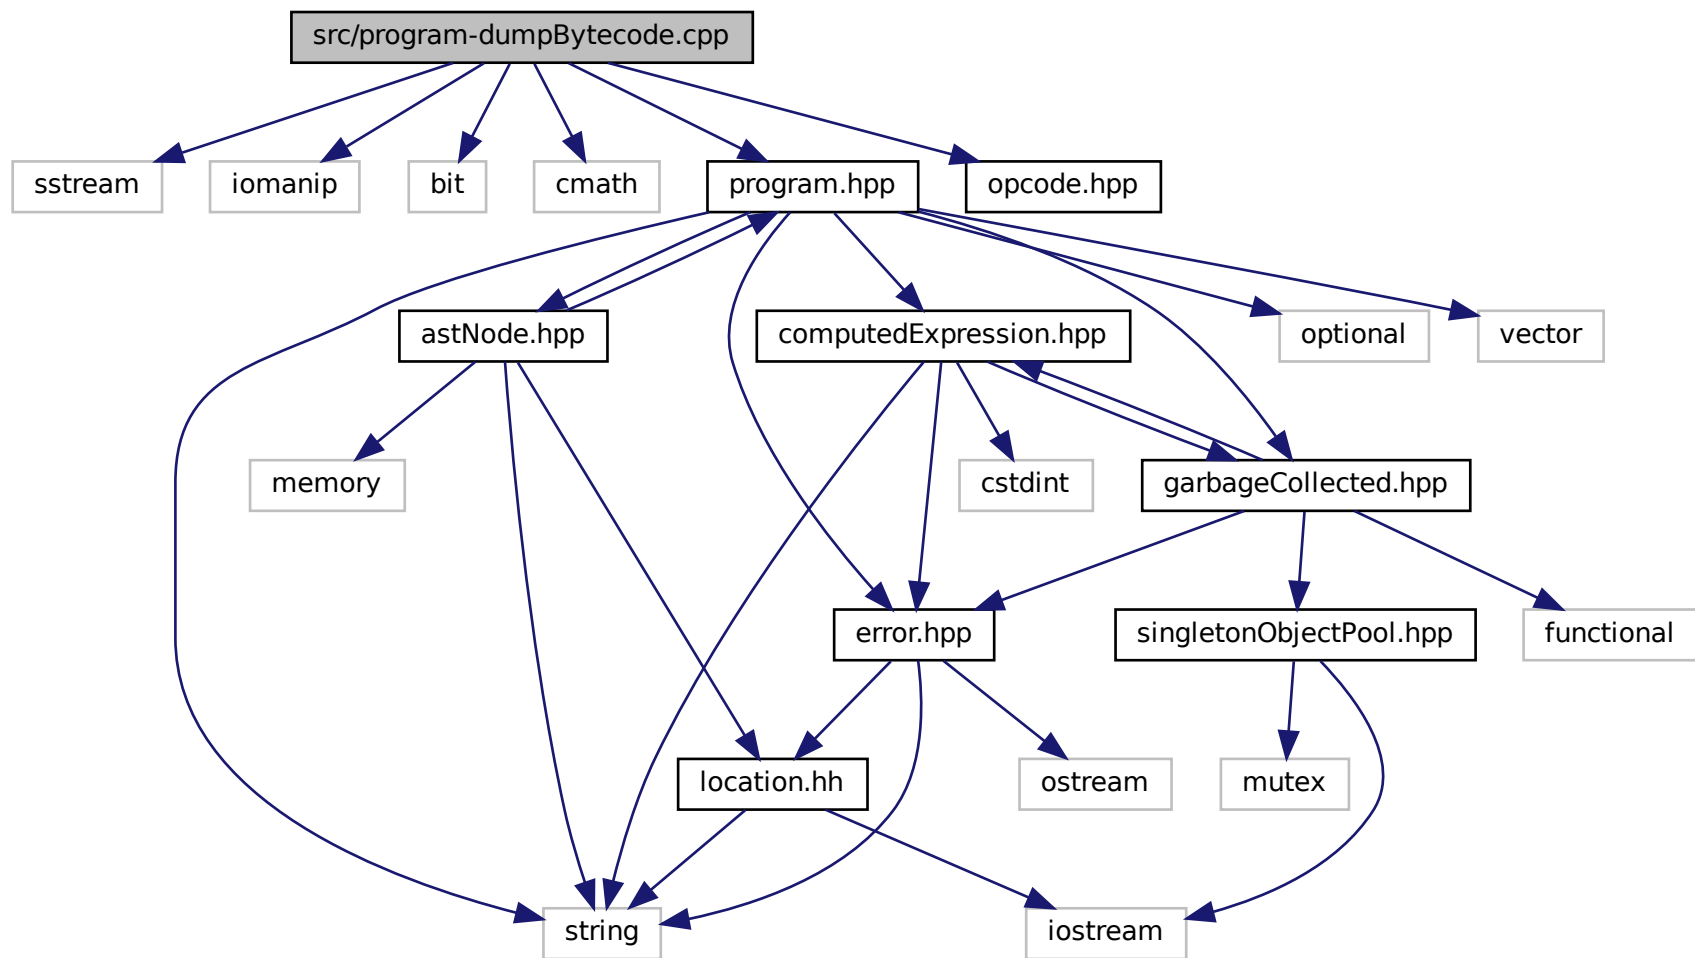 src/program-dumpBytecode.cpp
sstream
iomanip
bit
cmath
program.hpp
opcode.hpp
astNode.hpp
computedExpression.hpp
optional
vector
memory
cstdint
garbageCollected.hpp
error.hpp
singletonObjectPool.hpp
functional
location.hh
ostream
mutex
string
iostream